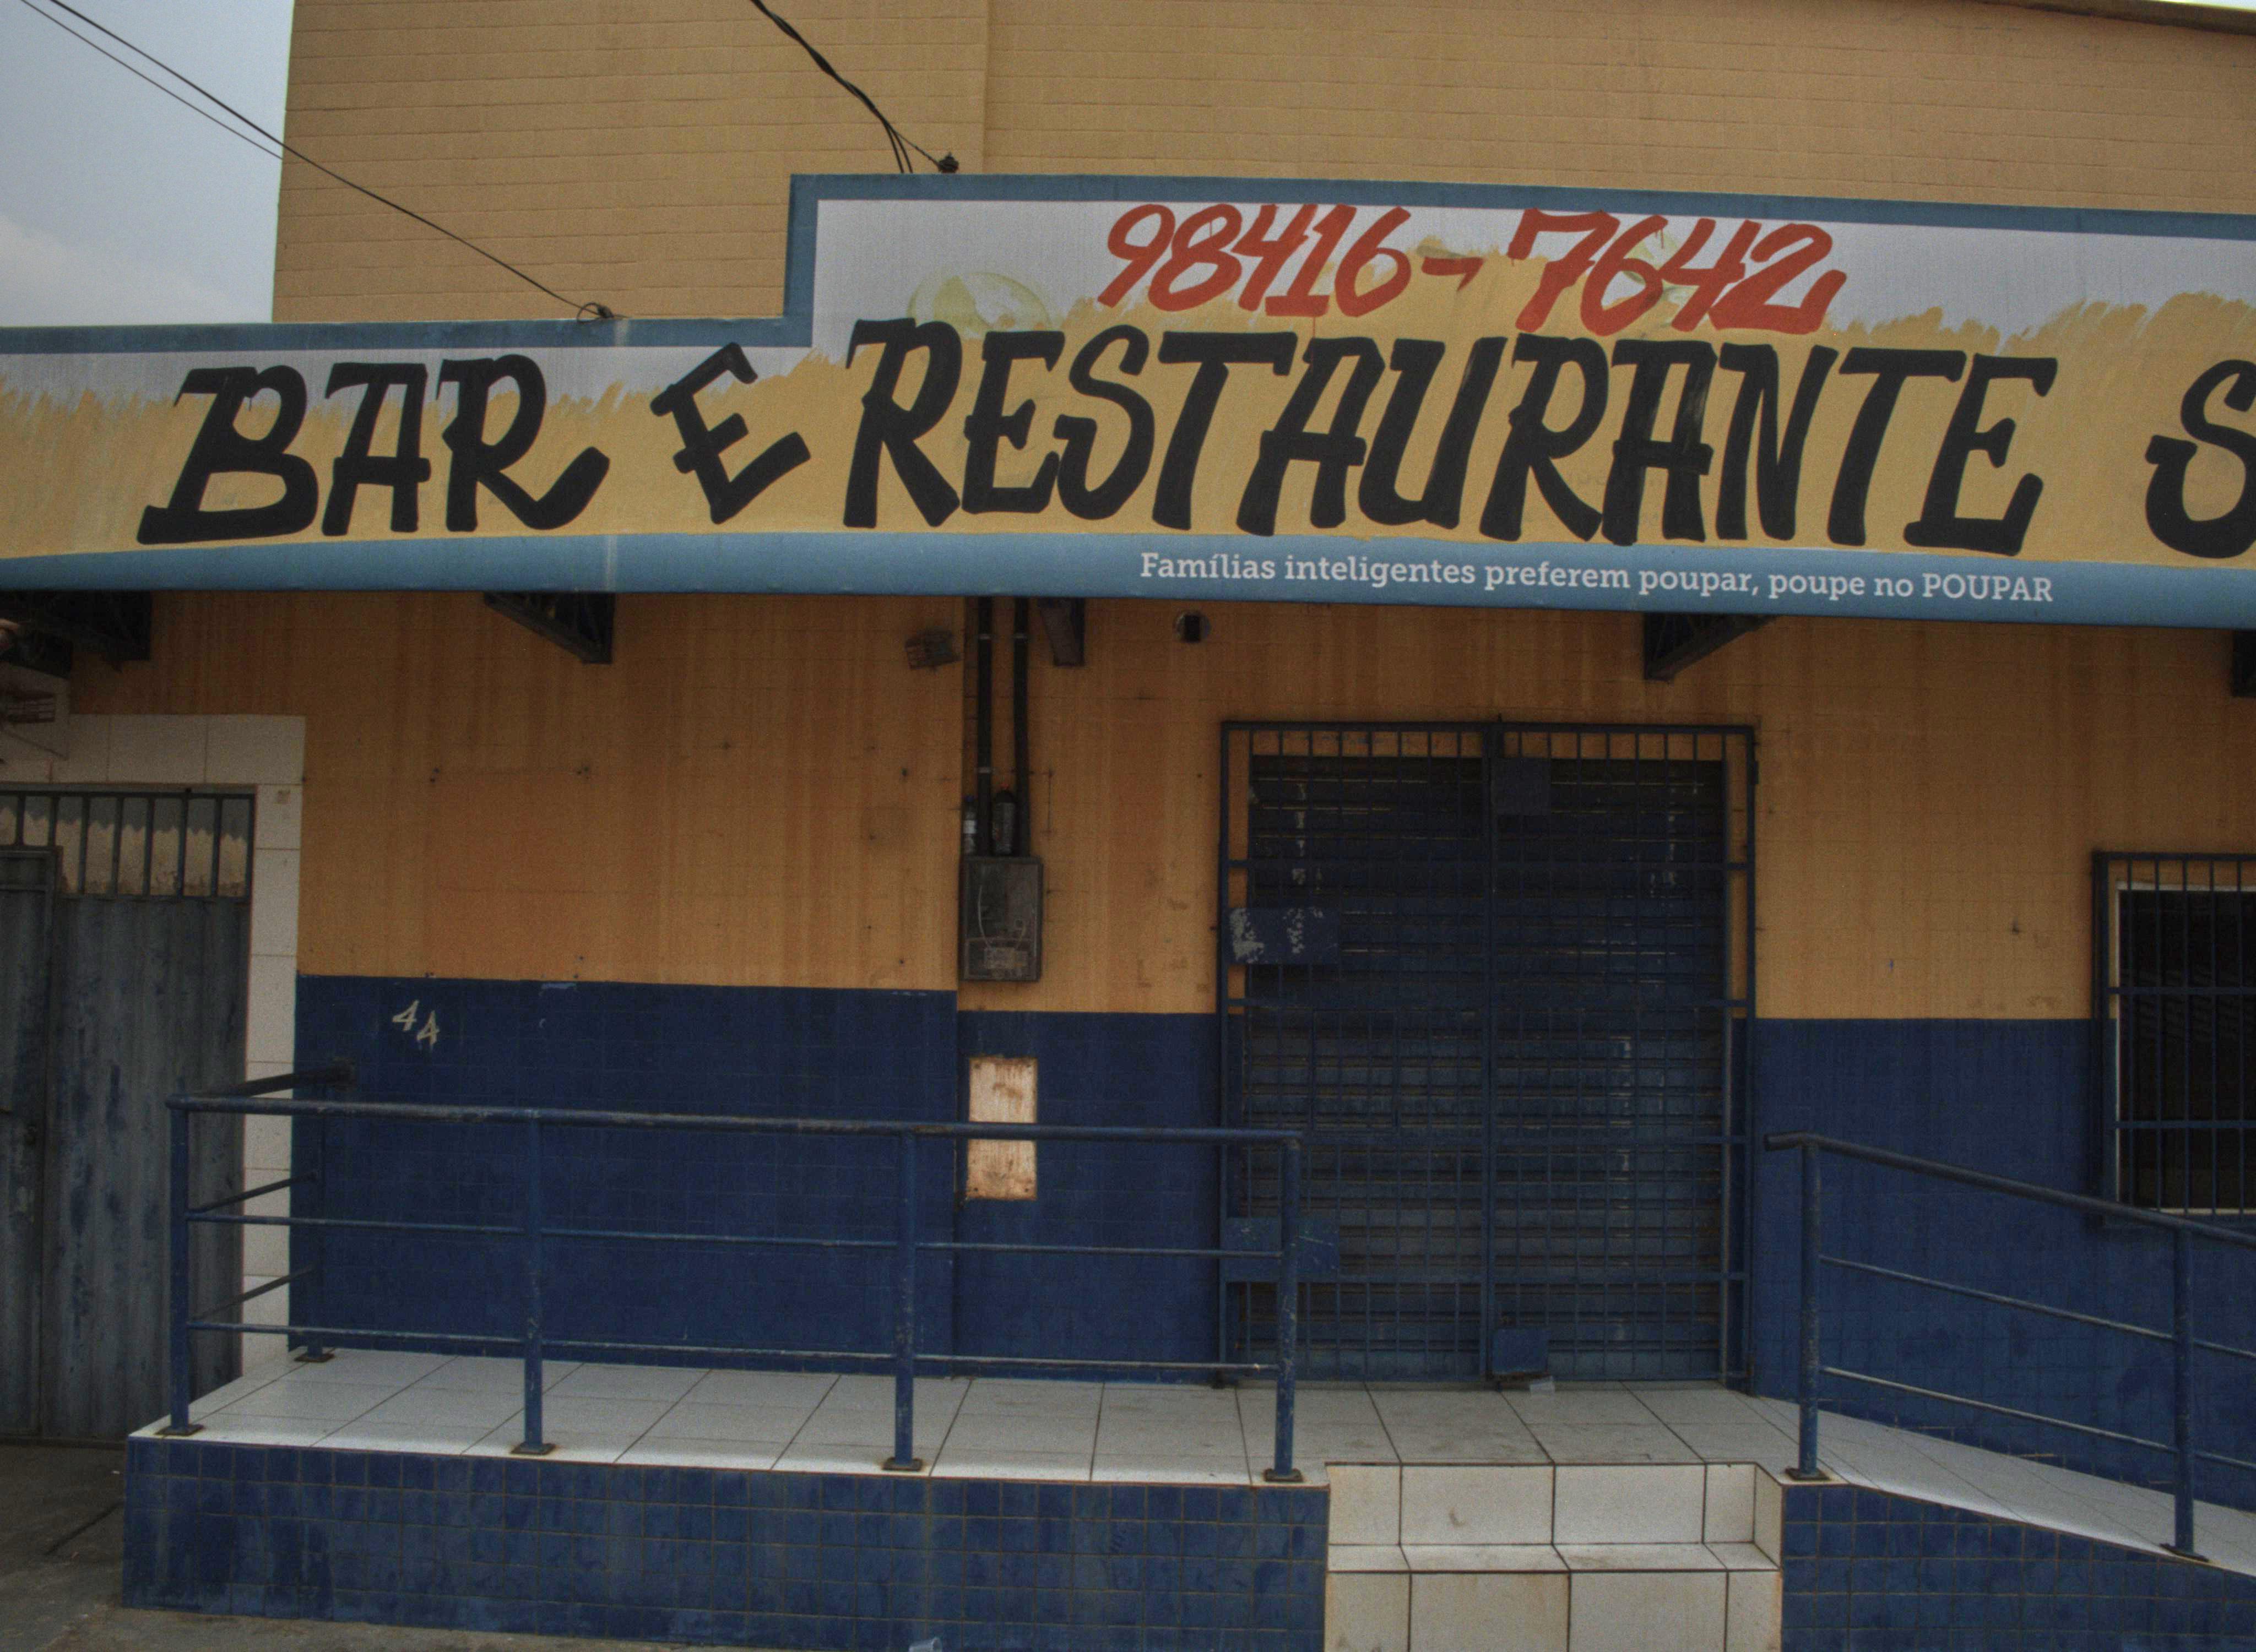 98416-7642
BAR E RESTAURANTE S
Famílias inteligentes preferem poupar, poupe no POUPAR
44